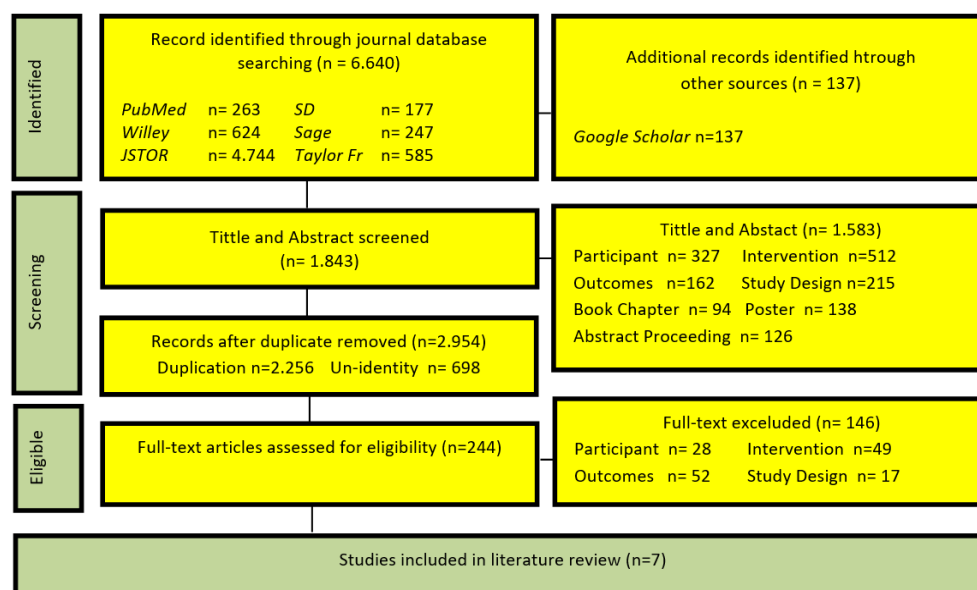 Identified
Record identified through journal database
searching (n = 6.640)
PubMed n= 263 SD n= 177
Willey n= 624 Sage n= 247
JSTOR n= 4.744 Taylor Fr n= 585
Additional records identified htrough
other sources (n = 137)
Google Scholar n=137
Screening
Tittle and Abstract screened
(n= 1.843)
Tittle and Abstact (n= 1.583)
Participant n= 327 Intervention n=512
Outcomes n=162 Study Design n=215
Book Chapter n= 94 Poster n= 138
Abstract Proceeding n= 126
Records after duplicate removed (n=2.954)
Duplication n=2.256 Un-identity n= 698
Eligible
Full-text articles assessed for eligibility (n=244)
Full-text exceluded (n= 146)
Participant n= 28 Intervention n=49
Outcomes n= 52 Study Design n= 17
Studies included in literature review (n=7)